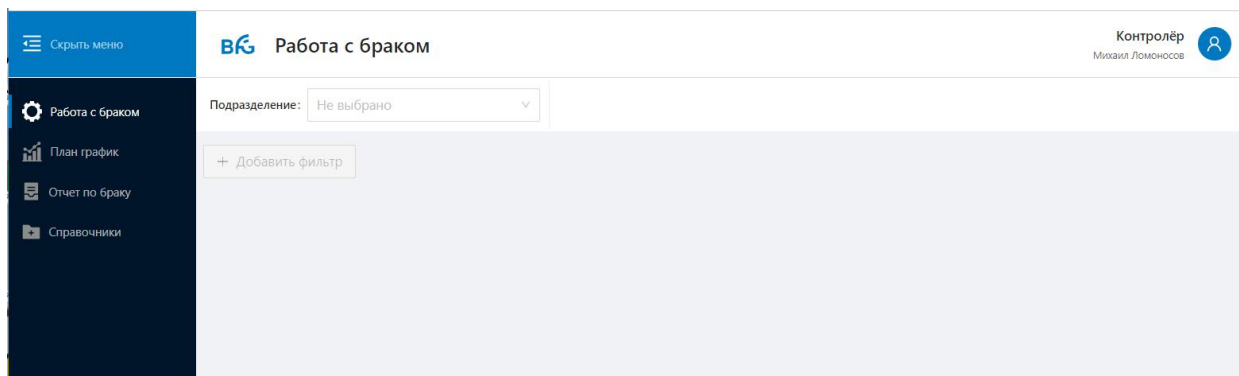 Скрыть меню
BFG Работа с браком
Контролёр
Михаил Ломоносов
Работа с браком
План график
Отчет по браку
Справочники
Подразделение: Не выбрано
+ Добавить фильтр